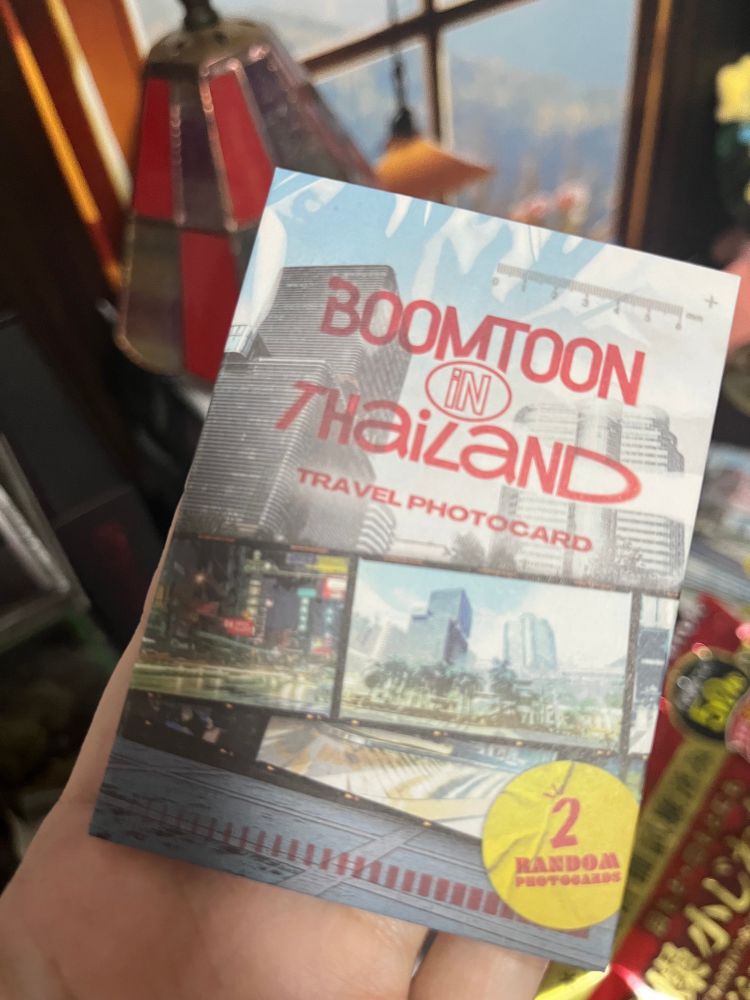 BOOMTOON
iN
THaiLaND
TRAVEL PHOTOCARD
2
RANDOM
PHOTOCARDS